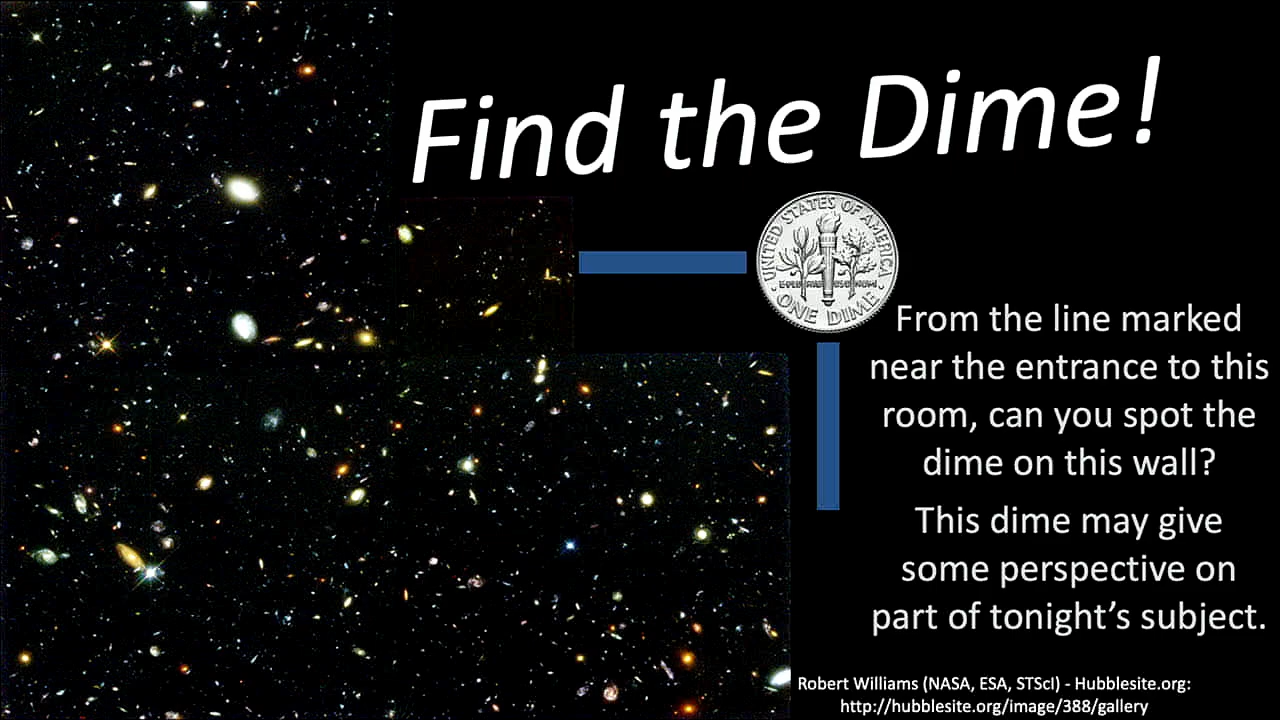 Find the Dime!
UNITED STATES OF AMERICA
ONE DIME
From the line marked
near the entrance to this
room, can you spot the
dime on this wall?
This dime may give
some perspective on
part of tonight’s subject.
Robert Williams (NASA, ESA, STScI) - Hubblesite.org:
http://hubblesite.org/image/388/gallery